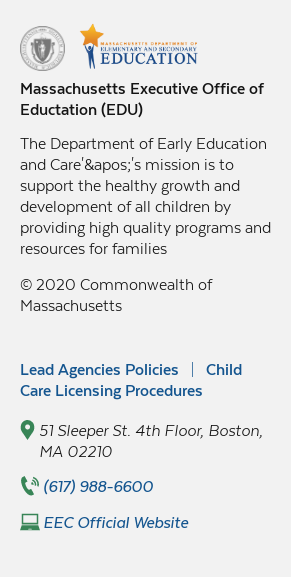 MASSACHUSETTS DEPARTMENT OF
ELEMENTARY AND SECONDARY
EDUCATION
Massachusetts Executive Office of
Eductation (EDU)
The Department of Early Education
and Care'&apos;'s mission is to
support the healthy growth and
development of all children by
providing high quality programs and
resources for families
© 2020 Commonwealth of
Massachusetts
Lead Agencies Policies | Child
Care Licensing Procedures
51 Sleeper St. 4th Floor, Boston,
MA 02210
(617) 988-6600
EEC Official Website